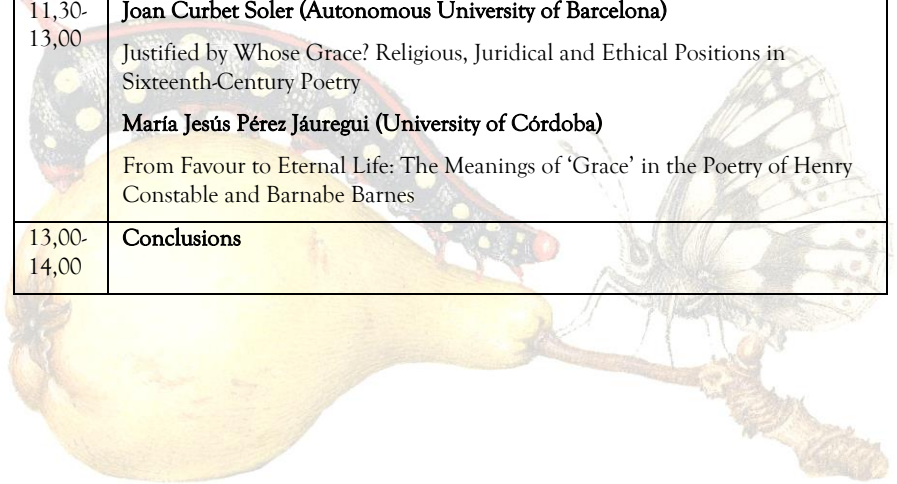 11,30-
13,00
Joan Curbet Soler (Autonomous University of Barcelona)
Justified by Whose Grace? Religious, Juridical and Ethical Positions in
Sixteenth-Century Poetry
María Jesús Pérez Jáuregui (University of Córdoba)
From Favour to Eternal Life: The Meanings of ‘Grace’ in the Poetry of Henry
Constable and Barnabe Barnes
13,00-
14,00
Conclusions